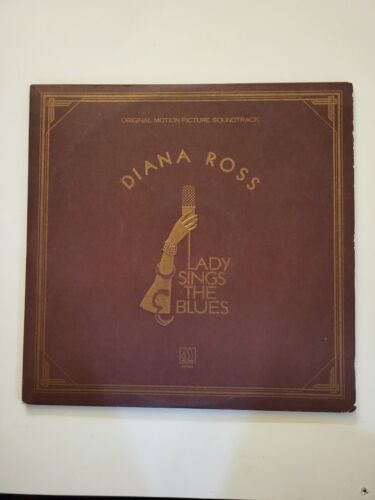 ORIGINAL MOTION PICTURE SOUNDTRACK
DIANA ROSS
LADY
SINGS
THE
BLUES